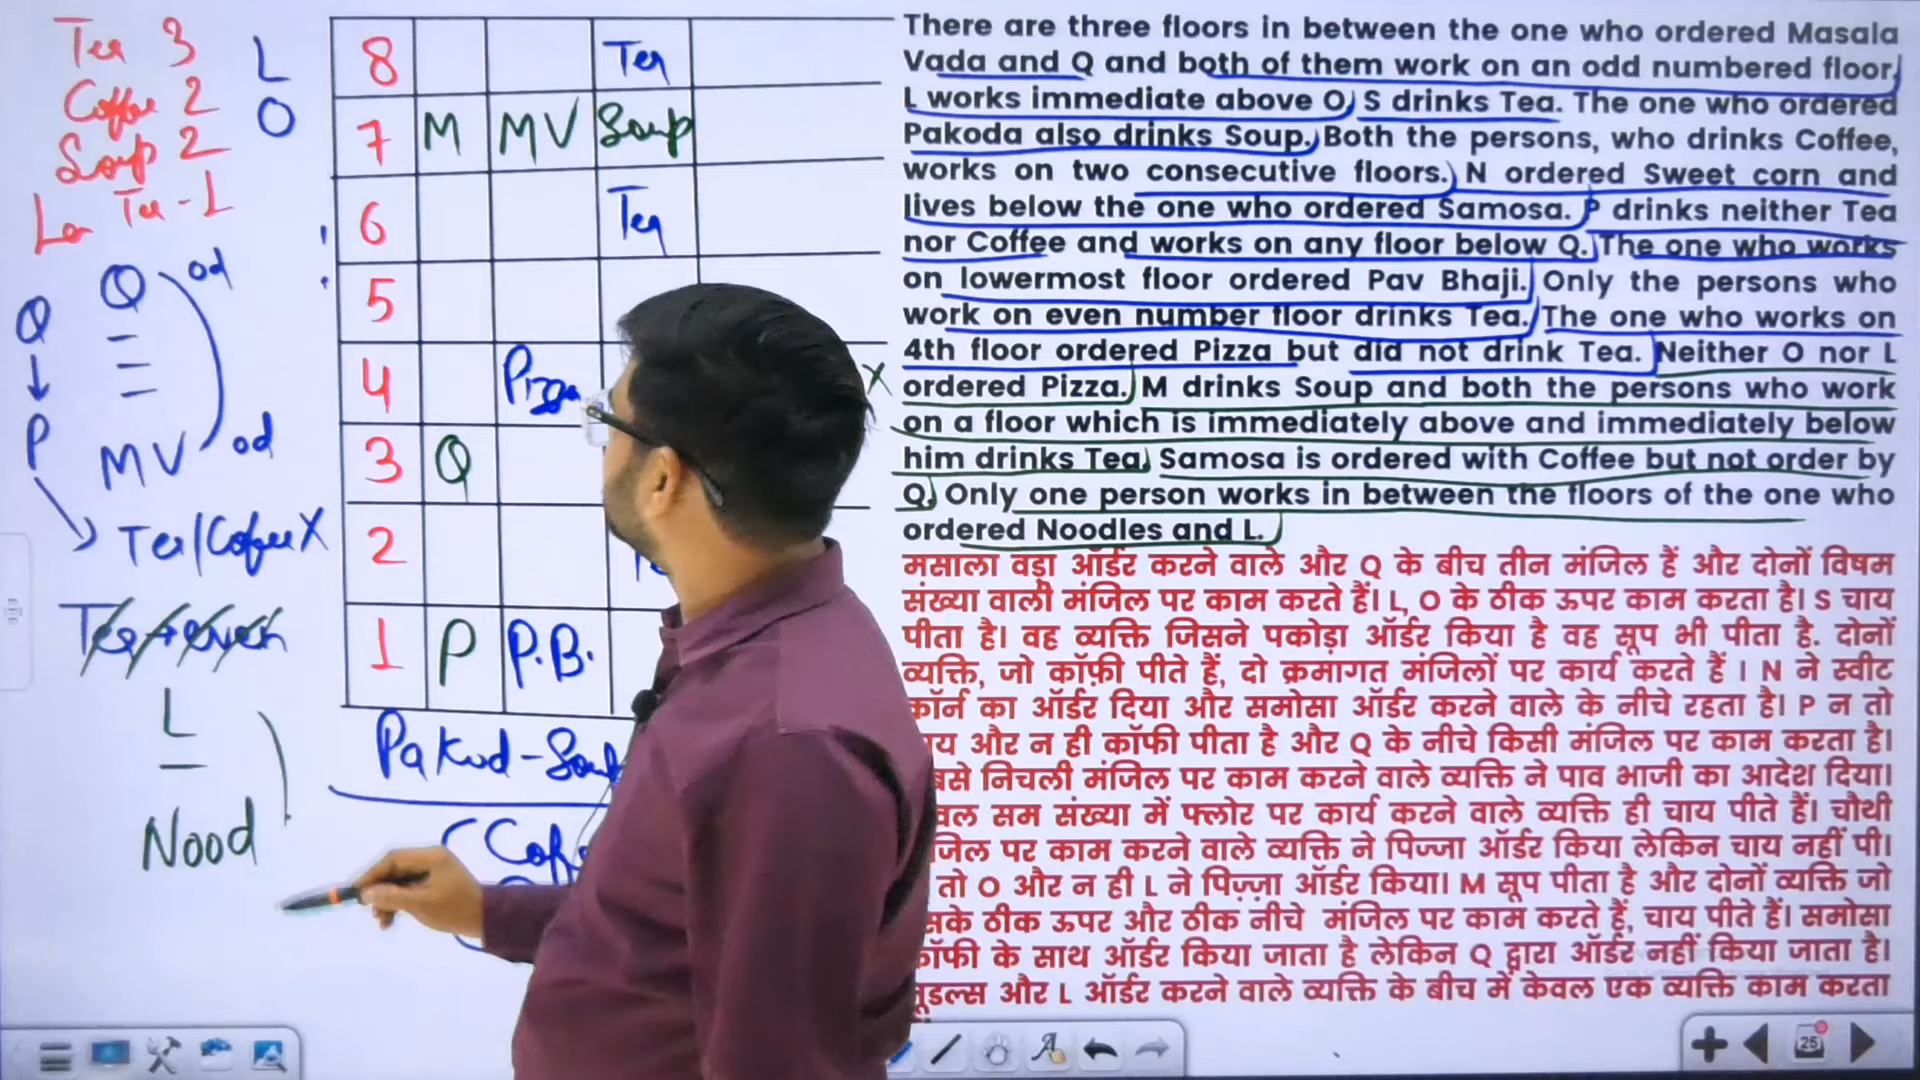 Tea 3
Coffee 2
Soup 2
La Tea - 1
L
O
Q od
MV od
Q
P
Tea/Coffee X
Tea → even
L
Nood
8 Tea
7 M MV Soup
6 Tea
5
4 Pizza X
3 Q
2
1 P P.B.
Pakod - Soup
There are three floors in between the one who ordered Masala
Vada and Q and both of them work on an odd numbered floor.
L works immediate above O. S drinks Tea. The one who ordered
Pakoda also drinks Soup. Both the persons, who drinks Coffee,
works on two consecutive floors. N ordered Sweet corn and
lives below the one who ordered Samosa. P drinks neither Tea
nor Coffee and works on any floor below Q. The one who works
on lowermost floor ordered Pav Bhaji. Only the persons who
work on even number floor drinks Tea. The one who works on
4th floor ordered Pizza but did not drink Tea. Neither O nor L
ordered Pizza. M drinks Soup and both the persons who work
on a floor which is immediately above and immediately below
him drinks Tea. Samosa is ordered with Coffee but not order by
Q. Only one person works in between the floors of the one who
ordered Noodles and L.
मसाला वड़ा ऑर्डर करने वाले और Q के बीच तीन मंजिल हैं और दोनों विषम
संख्या वाली मंजिल पर काम करते हैं। L, O के ठीक ऊपर काम करता है। S चाय
पीता है। वह व्यक्ति जिसने पकोड़ा ऑर्डर किया है वह सूप भी पीता है. दोनों
व्यक्ति, जो कॉफ़ी पीते हैं, दो क्रमागत मंजिलों पर कार्य करते हैं । N ने स्वीट
कॉर्न का ऑर्डर दिया और समोसा ऑर्डर करने वाले के नीचे रहता है। P न तो
और न ही कॉफी पीता है और Q के नीचे किसी मंजिल पर काम करता है।
निचली मंजिल पर काम करने वाले व्यक्ति ने पाव भाजी का आदेश दिया।
सम संख्या में फ्लोर पर कार्य करने वाले व्यक्ति ही चाय पीते हैं। चौथी
पर काम करने वाले व्यक्ति ने पिज्जा ऑर्डर किया लेकिन चाय नहीं पी।
तो O और न ही L ने पिज़्ज़ा ऑर्डर किया। M सूप पीता है और दोनों व्यक्ति जो
ठीक ऊपर और ठीक नीचे मंजिल पर काम करते हैं, चाय पीते हैं। समोसा
के साथ ऑर्डर किया जाता है लेकिन Q द्वारा ऑर्डर नहीं किया जाता है।
और L ऑर्डर करने वाले व्यक्ति के बीच में केवल एक व्यक्ति काम करता
25